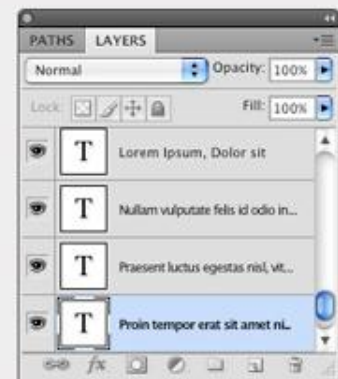 PATHS LAYERS
Normal Opacity: 100%
Lock: Fill: 100%
T Lorem Ipsum, Dolor sit
T Nullam vulputate felis id odio in...
T Praesent luctus egestas nisl, vit...
T Proin tempor erat sit amet ni...
fx